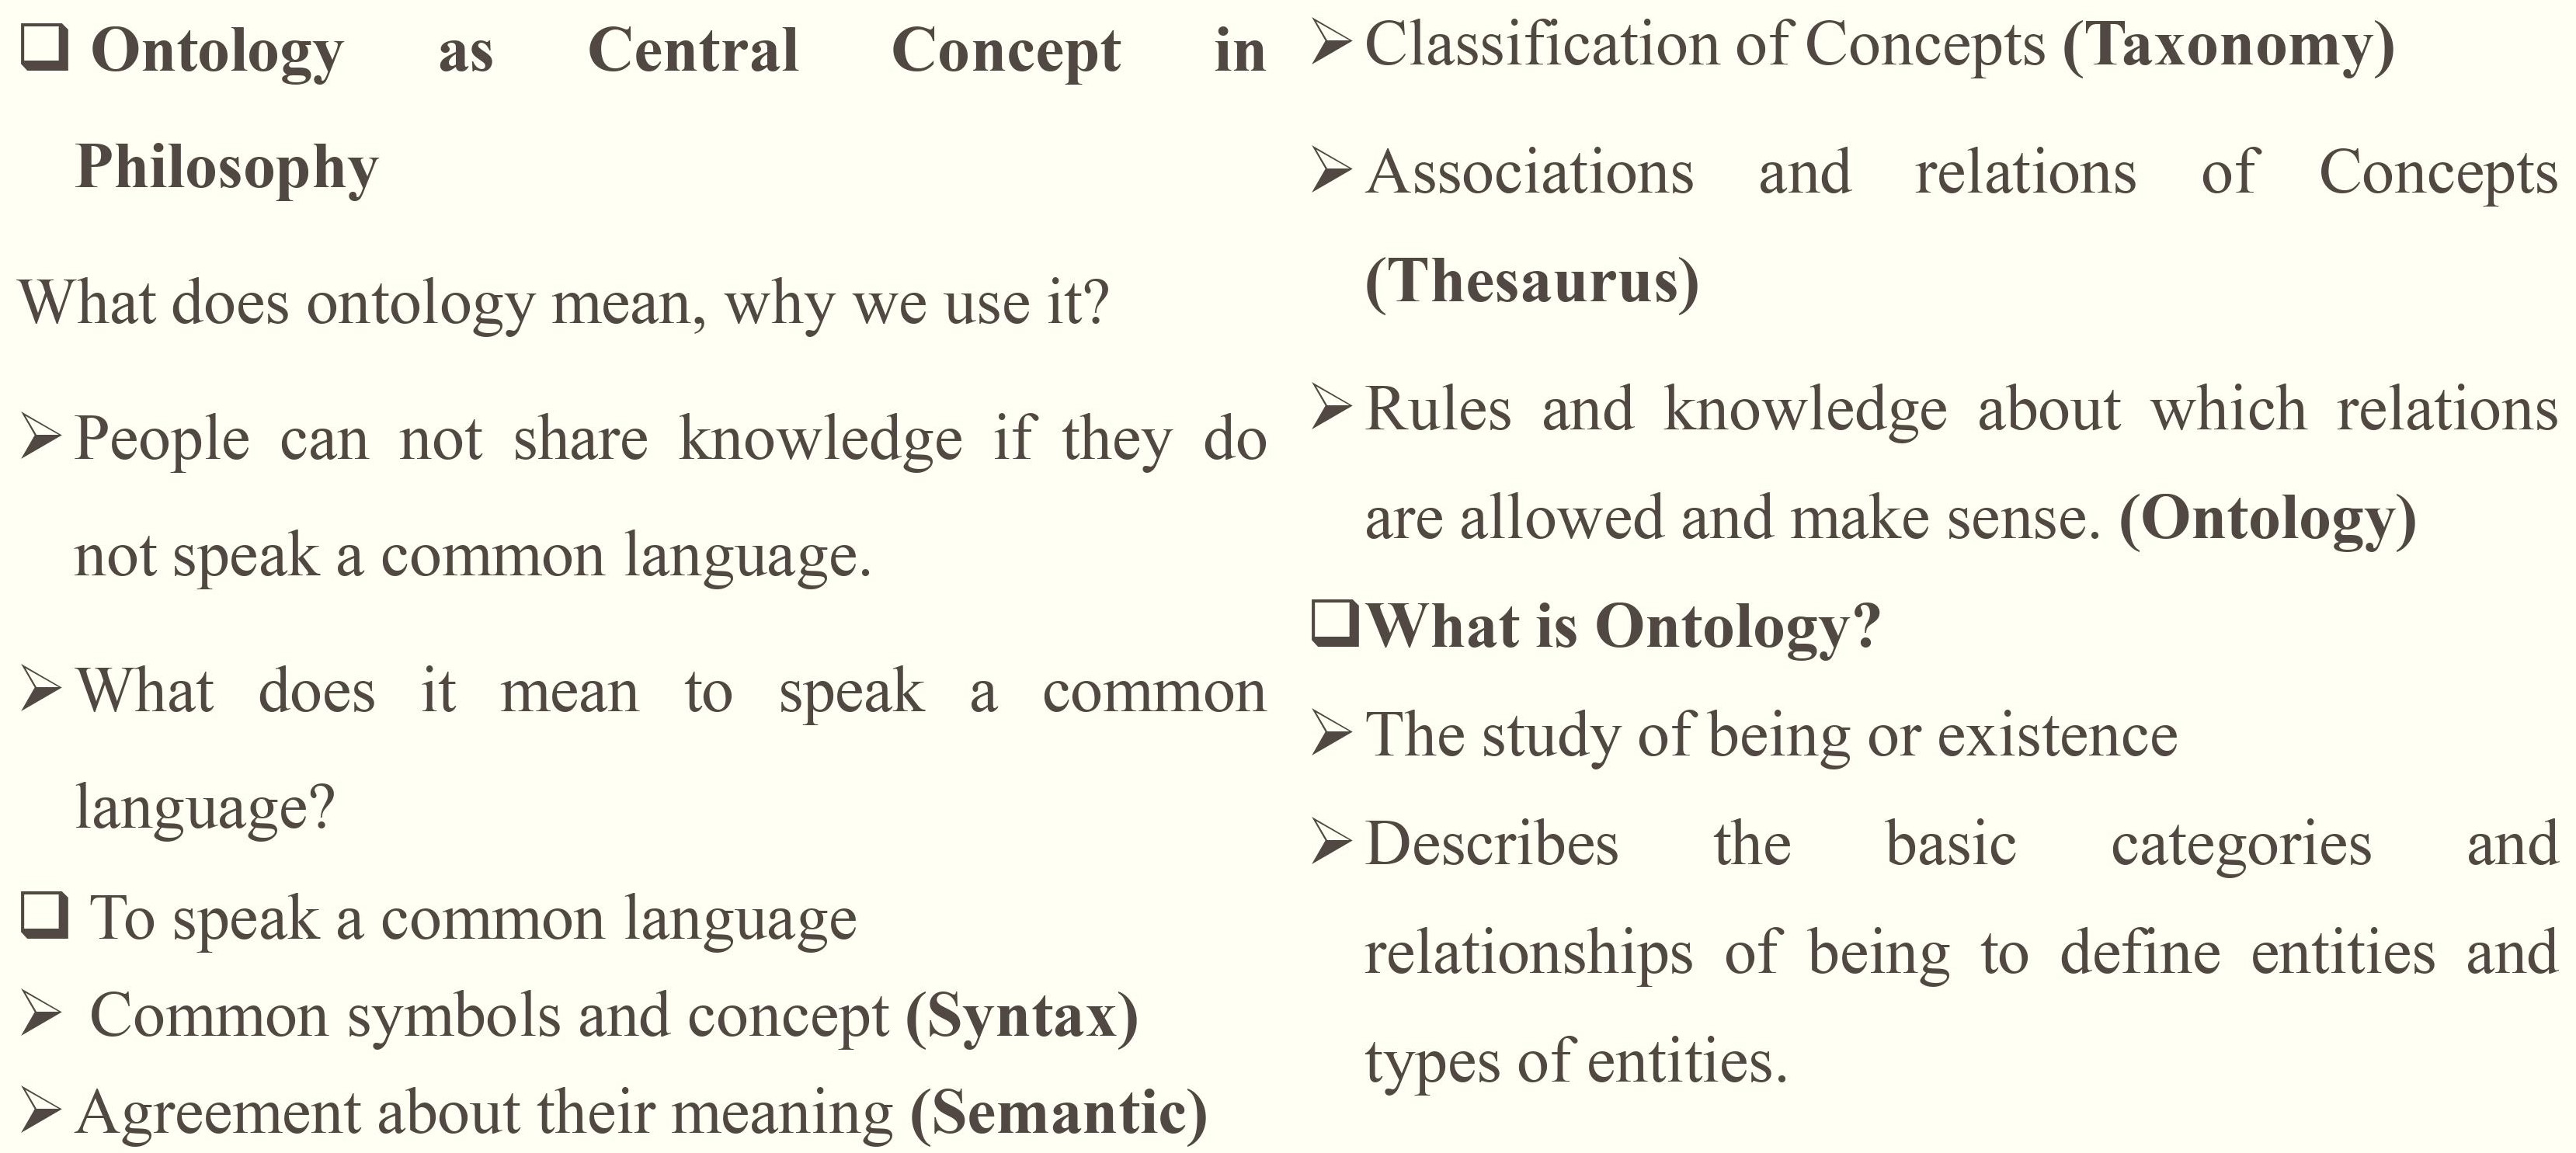 ❑ Ontology as Central Concept in
Philosophy
What does ontology mean, why we use it?
➢ People can not share knowledge if they do
not speak a common language.
➢ What does it mean to speak a common
language?
❑ To speak a common language
➢ Common symbols and concept (Syntax)
➢ Agreement about their meaning (Semantic)
➢ Classification of Concepts (Taxonomy)
➢ Associations and relations of Concepts
(Thesaurus)
➢ Rules and knowledge about which relations
are allowed and make sense. (Ontology)
❑ What is Ontology?
➢ The study of being or existence
➢ Describes the basic categories and
relationships of being to define entities and
types of entities.